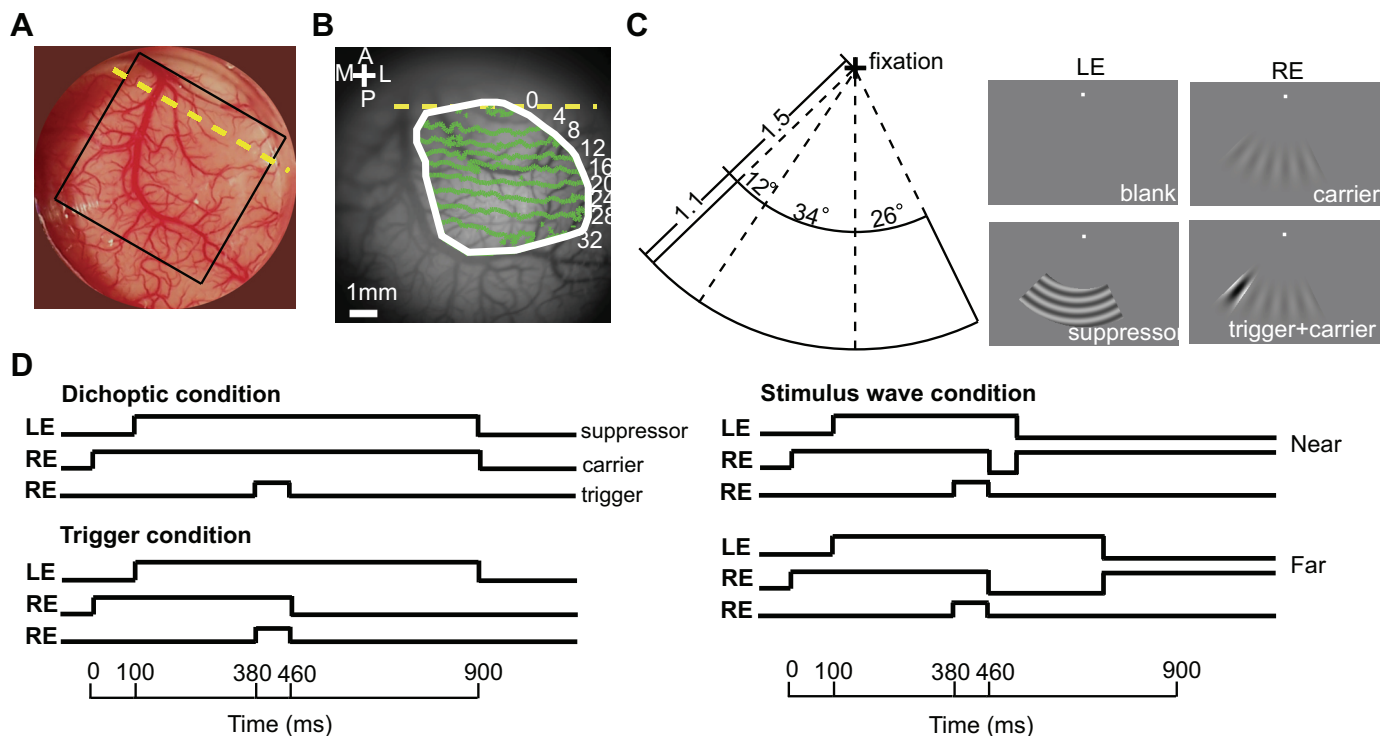 A
B
A
M L
P
0
4
8
12
16
20
24
28
32
1mm
C
fixation
1.5
1.1
12°
34°
26°
LE
RE
blank
carrier
suppressor
trigger+carrier
D
Dichoptic condition
LE
suppressor
RE
carrier
RE
trigger
Trigger condition
LE
RE
RE
0 100 380 460 900
Time (ms)
Stimulus wave condition
LE
Near
RE
RE
LE
Far
RE
RE
0 100 380 460 900
Time (ms)